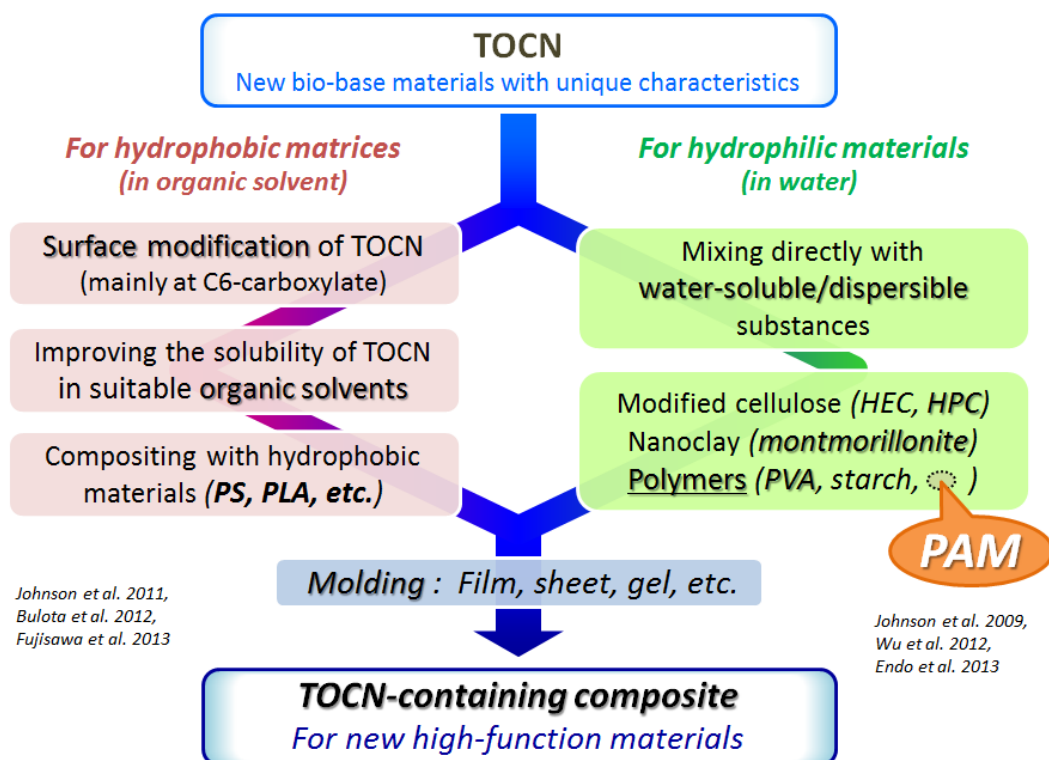 TOCN
New bio-base materials with unique characteristics
For hydrophobic matrices
(in organic solvent)
Surface modification of TOCN
(mainly at C6-carboxylate)
Improving the solubility of TOCN
in suitable organic solvents
Compositing with hydrophobic
materials (PS, PLA, etc.)
For hydrophilic materials
(in water)
Mixing directly with
water-soluble/dispersible
substances
Modified cellulose (HEC, HPC)
Nanoclay (montmorillonite)
Polymers (PVA, starch, )
PAM
Molding : Film, sheet, gel, etc.
Johnson et al. 2011,
Bulota et al. 2012,
Fujisawa et al. 2013
Johnson et al. 2009,
Wu et al. 2012,
Endo et al. 2013
TOCN-containing composite
For new high-function materials